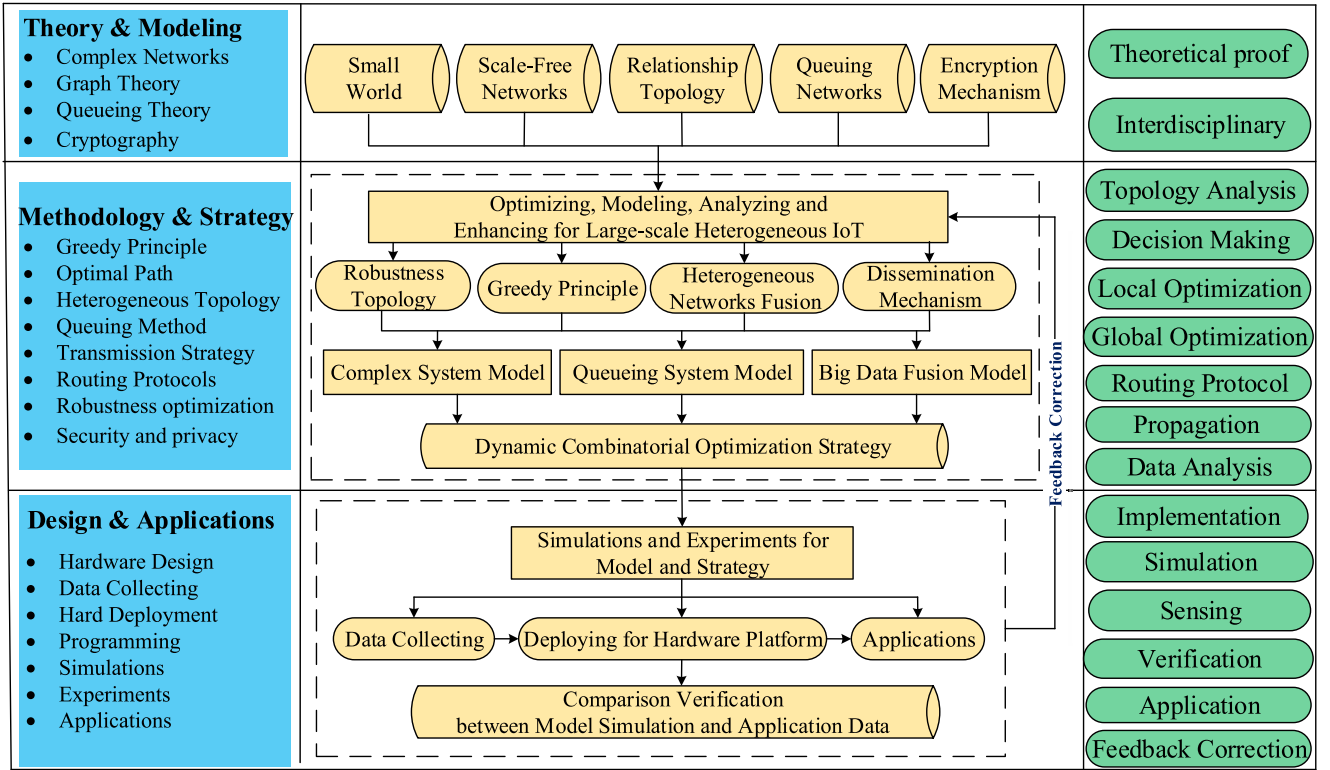 Theory & Modeling
• Complex Networks
• Graph Theory
• Queueing Theory
• Cryptography
Small
World
Scale-Free
Networks
Relationship
Topology
Queuing
Networks
Encryption
Mechanism
Theoretical proof
Interdisciplinary
Methodology & Strategy
• Greedy Principle
• Optimal Path
• Heterogeneous Topology
• Queuing Method
• Transmission Strategy
• Routing Protocols
• Robustness optimization
• Security and privacy
Optimizing, Modeling, Analyzing and
Enhancing for Large-scale Heterogeneous IoT
Robustness
Topology
Greedy Principle
Heterogeneous
Networks Fusion
Dissemination
Mechanism
Complex System Model
Queueing System Model
Big Data Fusion Model
Dynamic Combinatorial Optimization Strategy
Feedback Correction
Topology Analysis
Decision Making
Local Optimization
Global Optimization
Routing Protocol
Propagation
Data Analysis
Design & Applications
• Hardware Design
• Data Collecting
• Hard Deployment
• Programming
• Simulations
• Experiments
• Applications
Simulations and Experiments for
Model and Strategy
Data Collecting
Deploying for Hardware Platform
Applications
Comparison Verification
between Model Simulation and Application Data
Implementation
Simulation
Sensing
Verification
Application
Feedback Correction